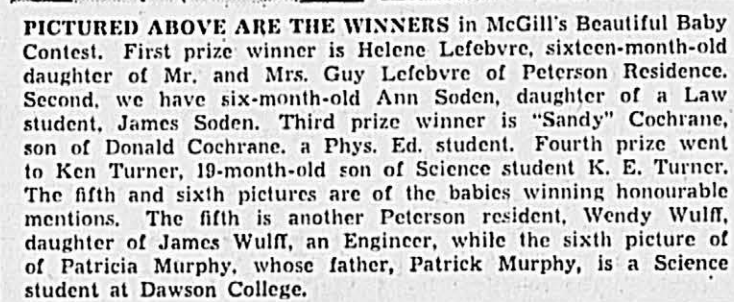 PICTURED ABOVE ARE THE WINNERS in McGill's Beautiful Baby
Contest. First prize winner is Helene Lefebvre, sixteen-month-old
daughter of Mr. and Mrs. Guy Lefebvre of Peterson Residence.
Second, we have six-month-old Ann Soden, daughter of a Law
student, James Soden. Third prize winner is "Sandy" Cochrane,
son of Donald Cochrane, a Phys. Ed. student. Fourth prize went
to Ken Turner, 19-month-old son of Science student K. E. Turner.
The fifth and sixth pictures are of the babies winning honourable
mentions. The fifth is another Peterson resident, Wendy Wulff,
daughter of James Wulff, an Engineer, while the sixth picture of
of Patricia Murphy, whose father, Patrick Murphy, is a Science
student at Dawson College.